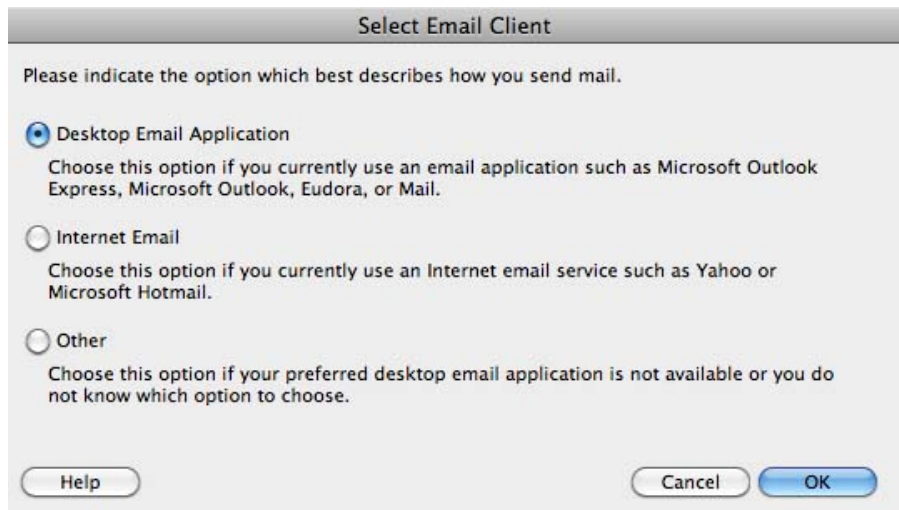 Select Email Client
Please indicate the option which best describes how you send mail.
Desktop Email Application
Choose this option if you currently use an email application such as Microsoft Outlook
Express, Microsoft Outlook, Eudora, or Mail.
Internet Email
Choose this option if you currently use an Internet email service such as Yahoo or
Microsoft Hotmail.
Other
Choose this option if your preferred desktop email application is not available or you do
not know which option to choose.
Help
Cancel
OK